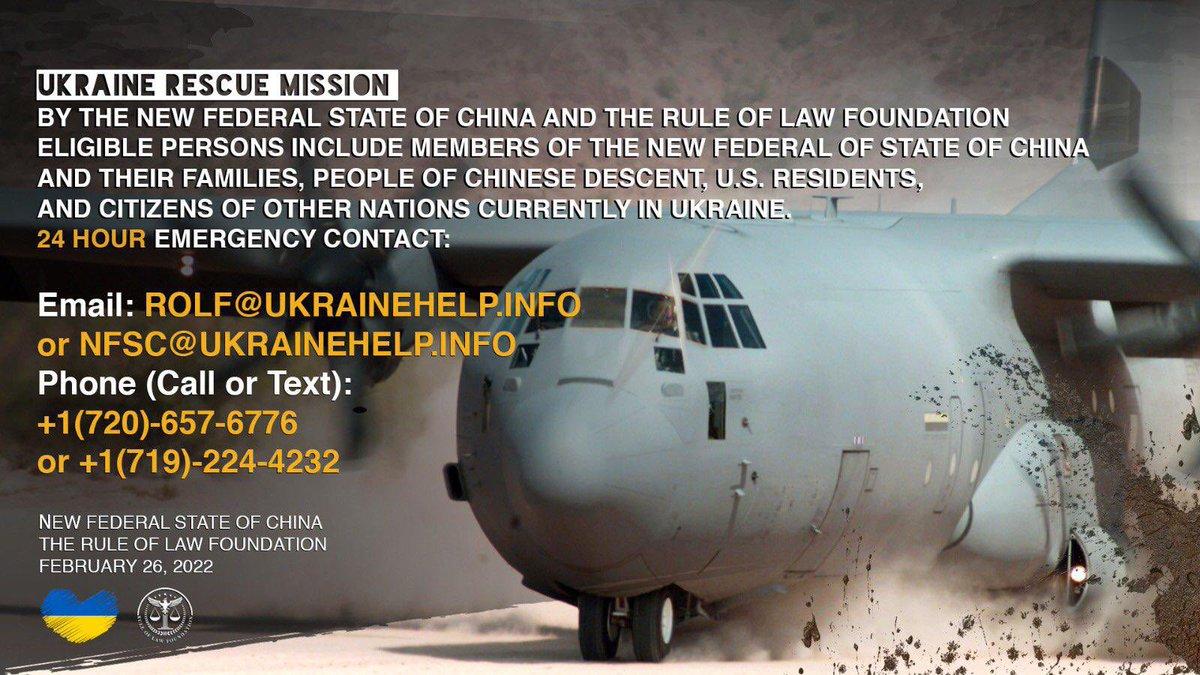 UKRAINE RESCUE MISSION
BY THE NEW FEDERAL STATE OF CHINA AND THE RULE OF LAW FOUNDATION
ELIGIBLE PERSONS INCLUDE MEMBERS OF THE NEW FEDERAL OF STATE OF CHINA
AND THEIR FAMILIES, PEOPLE OF CHINESE DESCENT, U.S. RESIDENTS,
AND CITIZENS OF OTHER NATIONS CURRENTLY IN UKRAINE.
24 HOUR EMERGENCY CONTACT:
Email: ROLF@UKRAINEHELP.INFO
or NFSC@UKRAINEHELP.INFO
Phone (Call or Text):
+1(720)-657-6776
or +1(719)-224-4232
NEW FEDERAL STATE OF CHINA
THE RULE OF LAW FOUNDATION
FEBRUARY 26, 2022
RULE OF LAW FOUNDATION